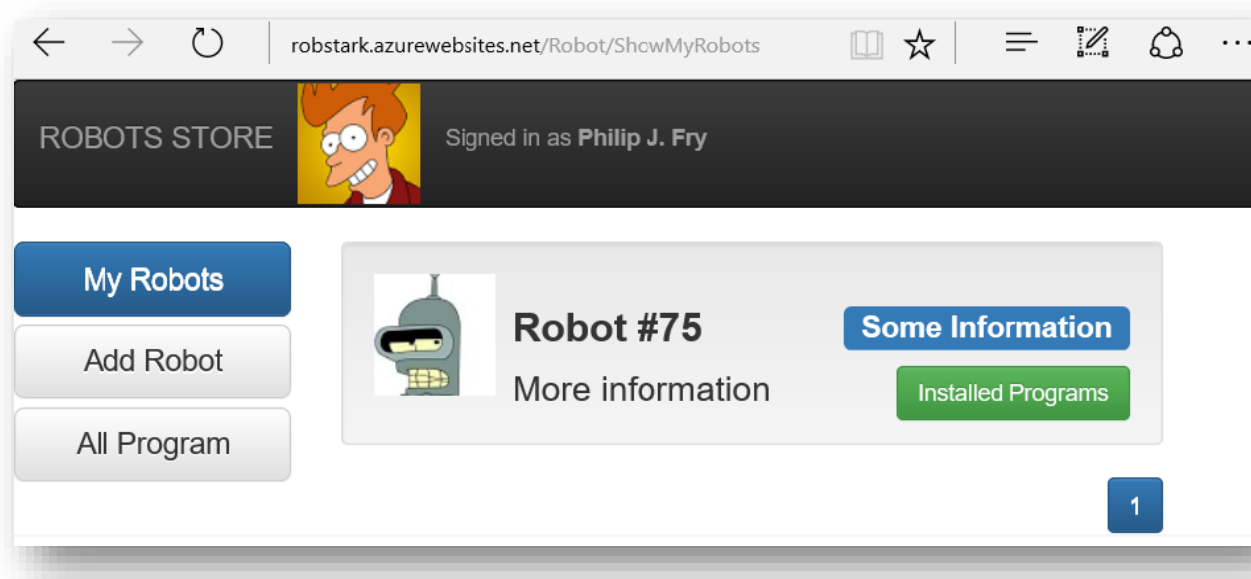 robstark.azurewebsites.net/Robot/ShowMyRobots
ROBOTS STORE
Signed in as Philip J. Fry
My Robots
Add Robot
All Program
Robot #75
Some Information
More information
Installed Programs
1